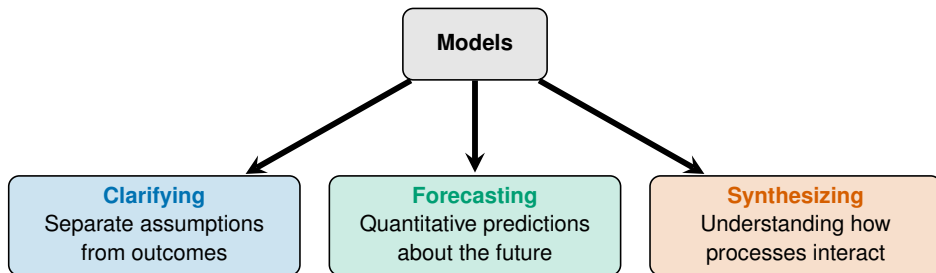 Models
Clarifying
Separate assumptions
from outcomes
Forecasting
Quantitative predictions
about the future
Synthesizing
Understanding how
processes interact